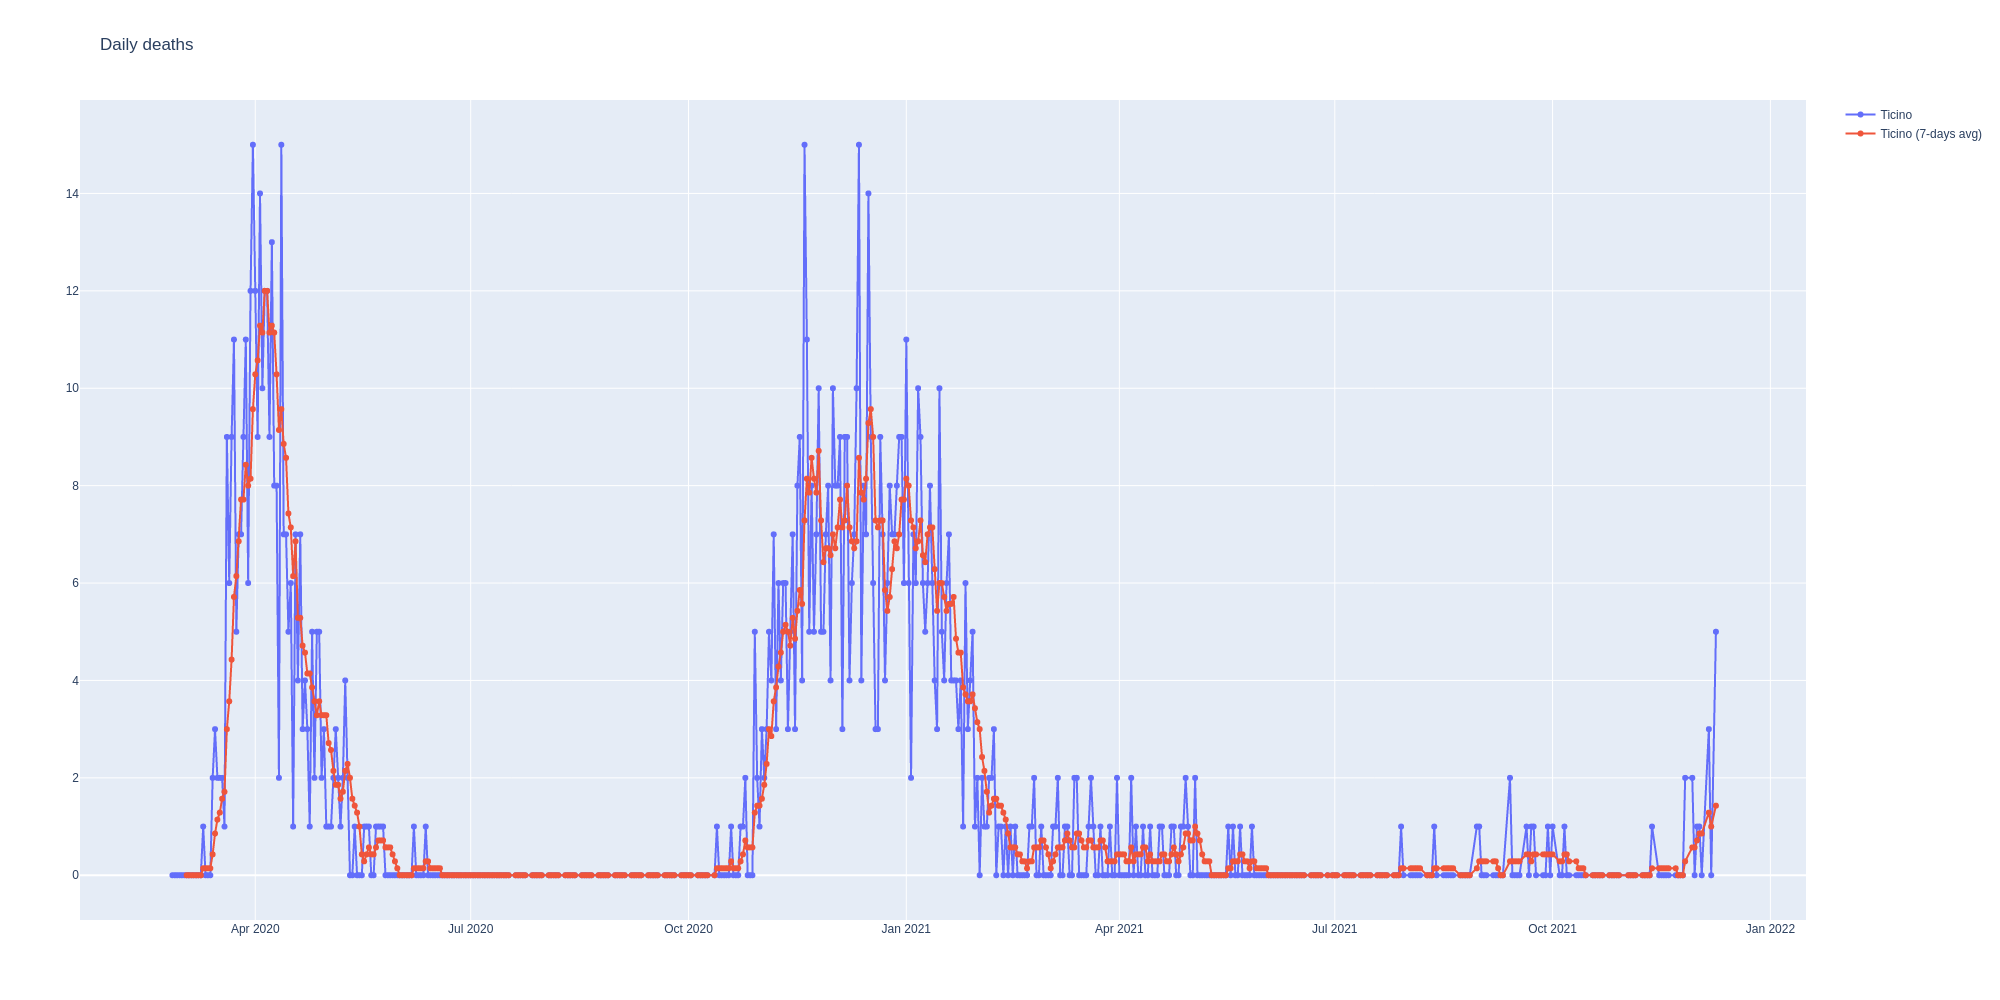 Daily deaths
Ticino
Ticino (7-days avg)
14
12
10
8
6
4
2
0
Apr 2020
Jul 2020
Oct 2020
Jan 2021
Apr 2021
Jul 2021
Oct 2021
Jan 2022